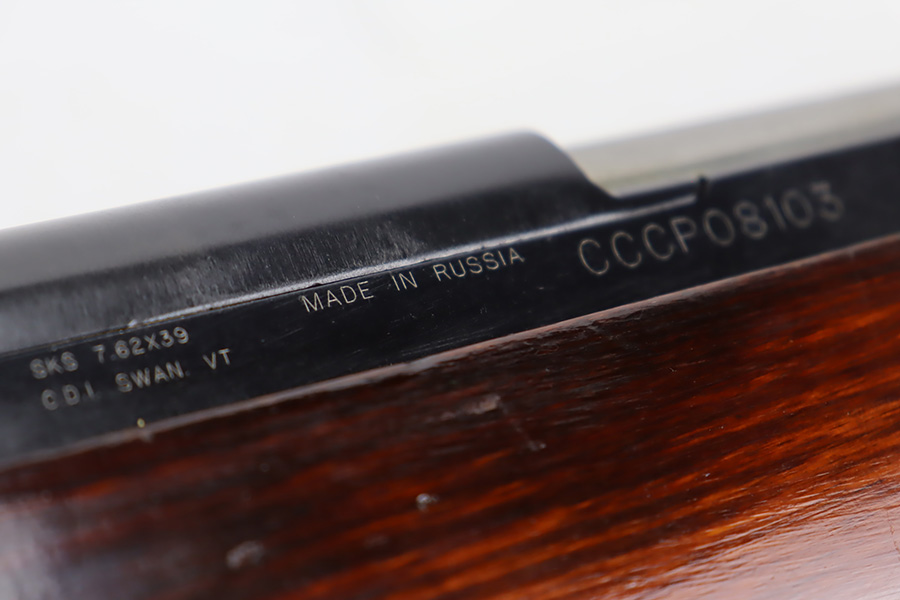 SKS 7.62X39
C.D.I. SWAN. VT
MADE IN RUSSIA
CCCP08103